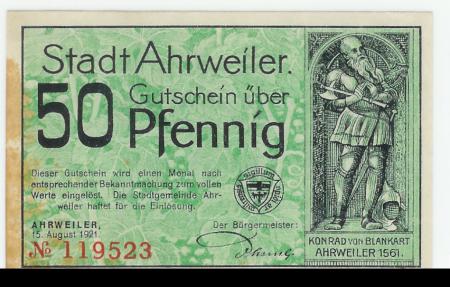 Stadt Ahrweiler.
50 Gutschein über
Pfennig
Dieser Gutschein wird einen Monat nach
entsprechender Bekanntmachung zum vollen
Werte eingelöst. Die Stadtgemeinde Ahr-
weiler haftet für die Einlösung.
AHRWEILER,
15. August 1921.
Der Bürgermeister:
№ 119523
KONRAD VON BLANKART
AHRWEILER 1561.